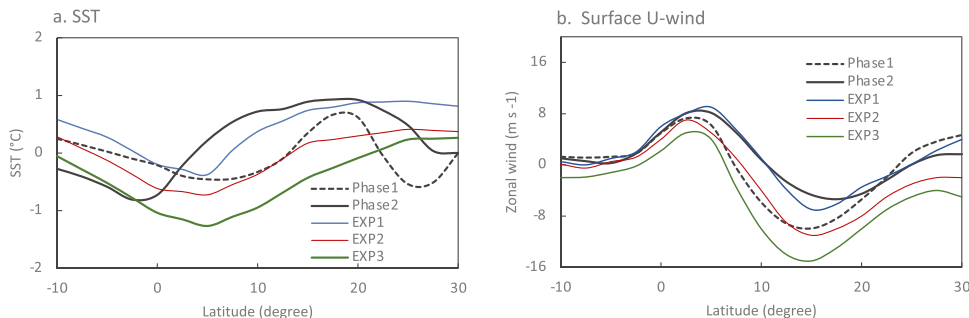 a. SST
2
1
0
-1
-2
SST (°C)
-10
0
10
20
30
Latitude (degree)
Phase1
Phase2
EXP1
EXP2
EXP3
b. Surface U-wind
16
8
0
-8
-16
Zonal wind (m s -1)
-10
0
10
20
30
Latitude (degree)
Phase1
Phase2
EXP1
EXP2
EXP3